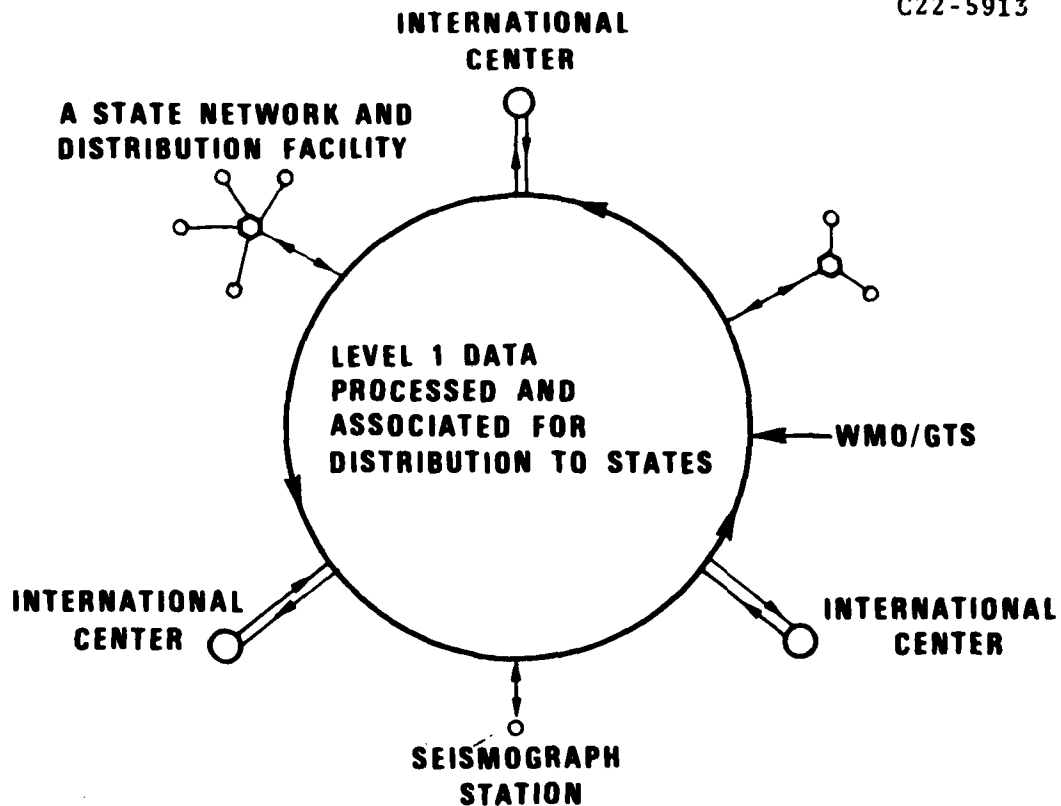 C22-5913
INTERNATIONAL
CENTER
A STATE NETWORK AND
DISTRIBUTION FACILITY
LEVEL 1 DATA
PROCESSED AND
ASSOCIATED FOR
DISTRIBUTION TO STATES
WMO/GTS
INTERNATIONAL
CENTER
INTERNATIONAL
CENTER
SEISMOGRAPH
STATION